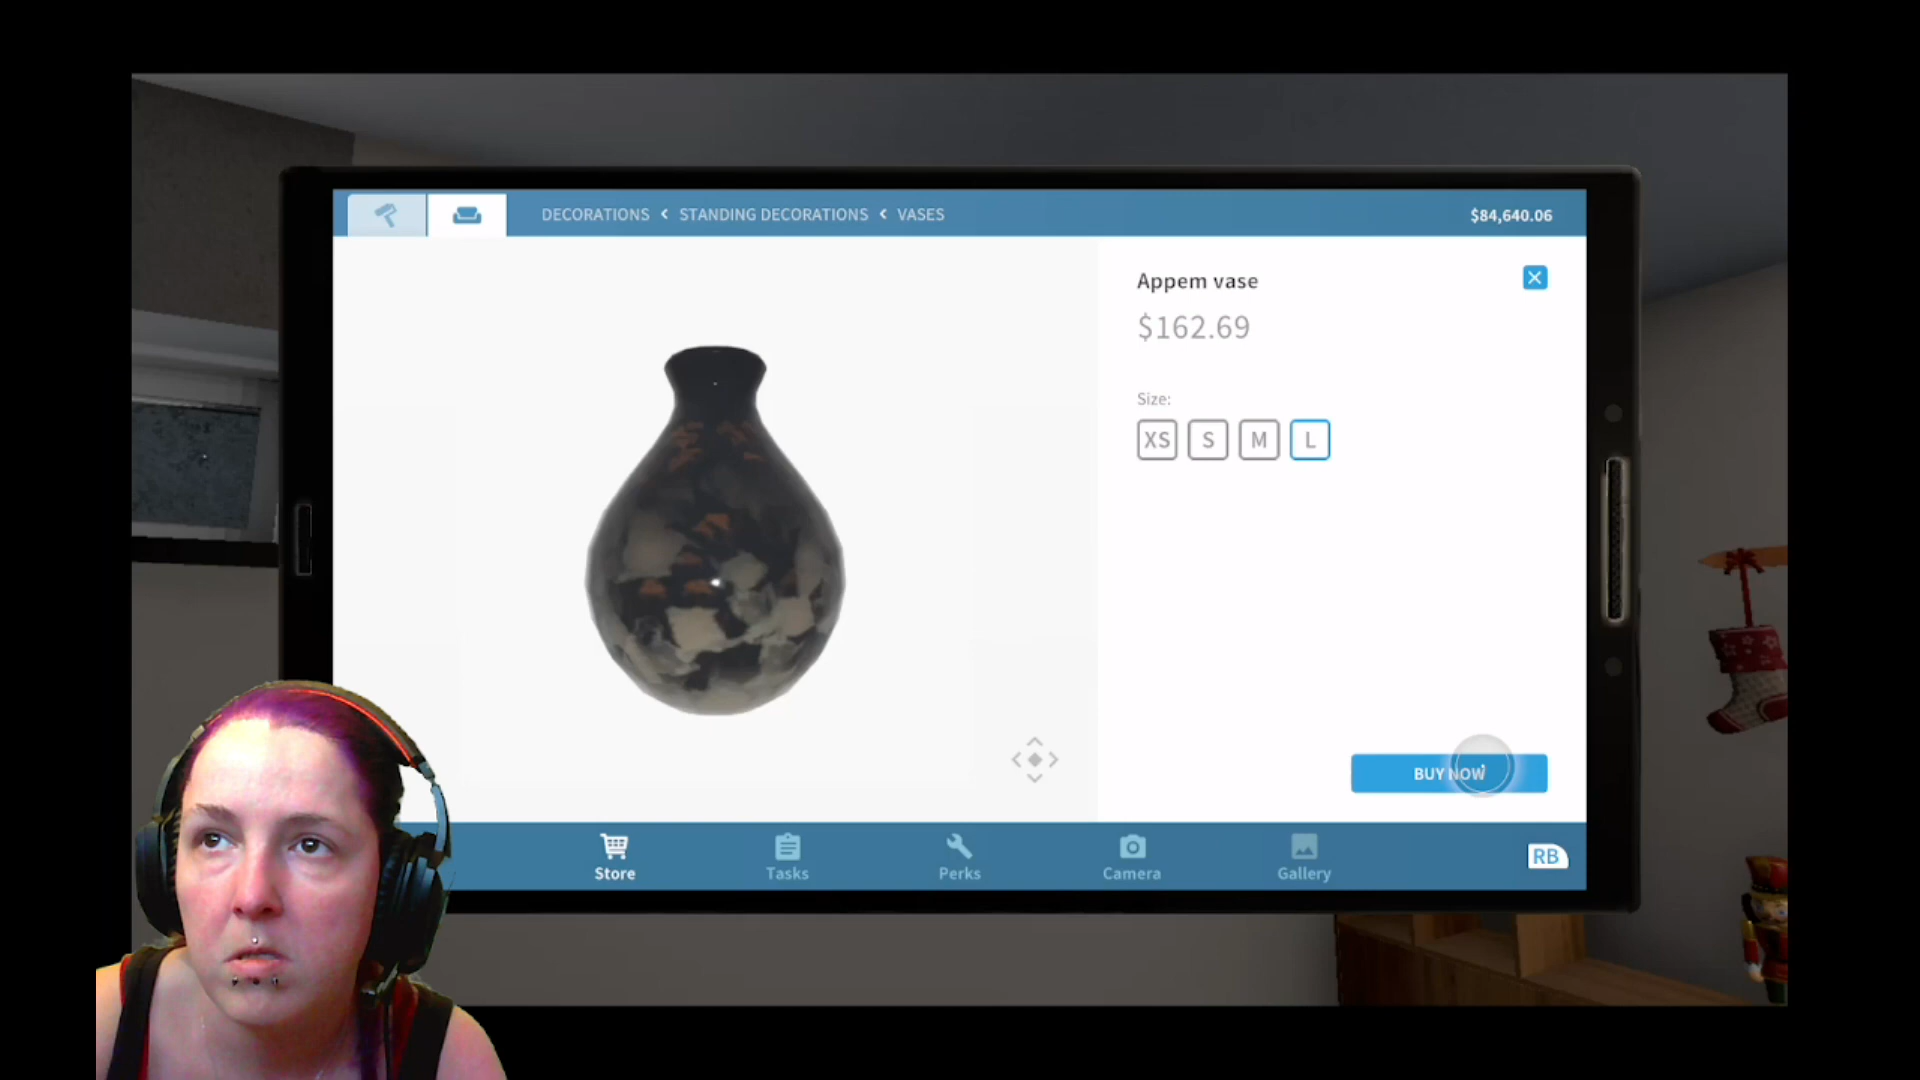 DECORATIONS < STANDING DECORATIONS < VASES
$84,640.06
Appem vase
$162.69
Size:
XS S M L
BUY NOW
Store Tasks Perks Camera Gallery
RB